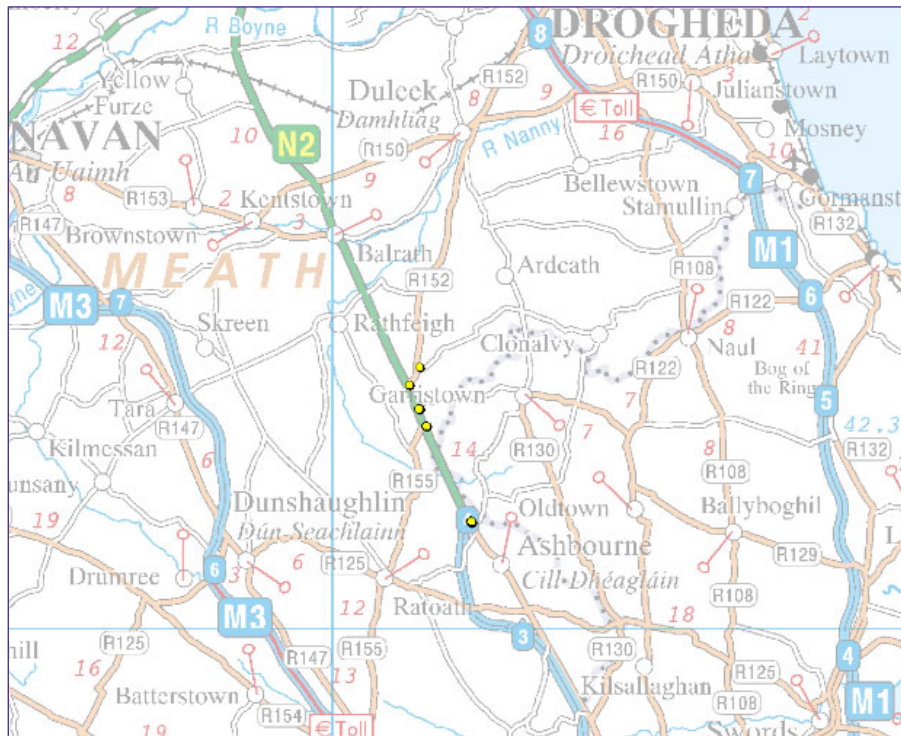 12
R Boyne
8
DROGHEDA
Droichead Átha
2
Laytown
Yellow
Furze
Duleek
Damhliag
R152
8
9
€ Toll
R150
3
Julianstown
NAVAN
An Uaimh
10
N2
R150
R Nanny
16
Mosney
10
8
R153
2
Kentstown
9
Bellewstown
7
Stamullin
R147
Brownstown
3
R132
Balrath
MEATH
R152
Ardcath
R108
M1
M3
7
R122
6
Skreen
Rathfeigh
Clonalvy
8
Naul
41
12
R122
Bog of
the Ring
Tara
Garristown
5
R147
7
42.3
Kilmessan
14
R130
7
8
R132
6
R155
R108
19
Dunshaughlin
Dún Seachlainn
Oldtown
Ballyboghil
6
Ashbourne
R129
6
3
R125
Cill-Dhéagláin
Drumree
12
Ratoath
R108
M3
18
R125
3
R130
4
R147
R155
16
13
Kilsallaghan
R125
Batterstown
R154
R108
M1
19
€ Toll
Swords